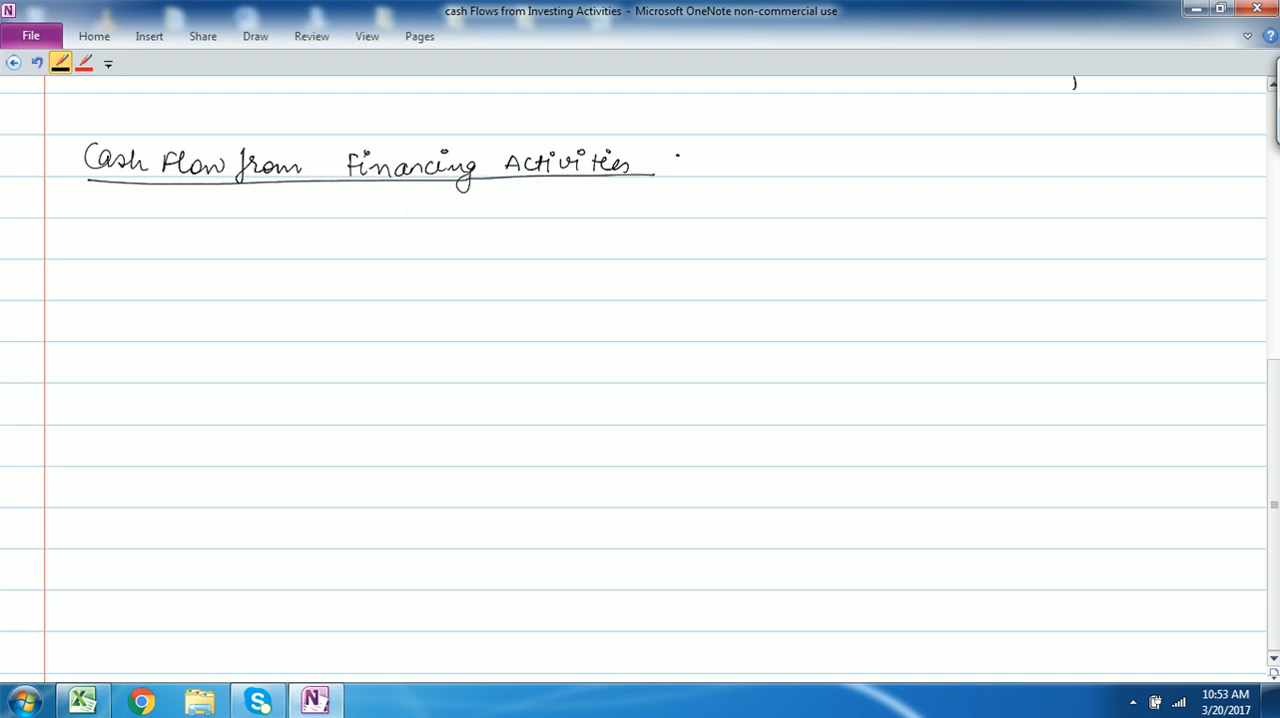 cash Flows from Investing Activities - Microsoft OneNote non-commercial use
File Home Insert Share Draw Review View Pages
Cash Flow from Financing Activities
10:53 AM
3/20/2017